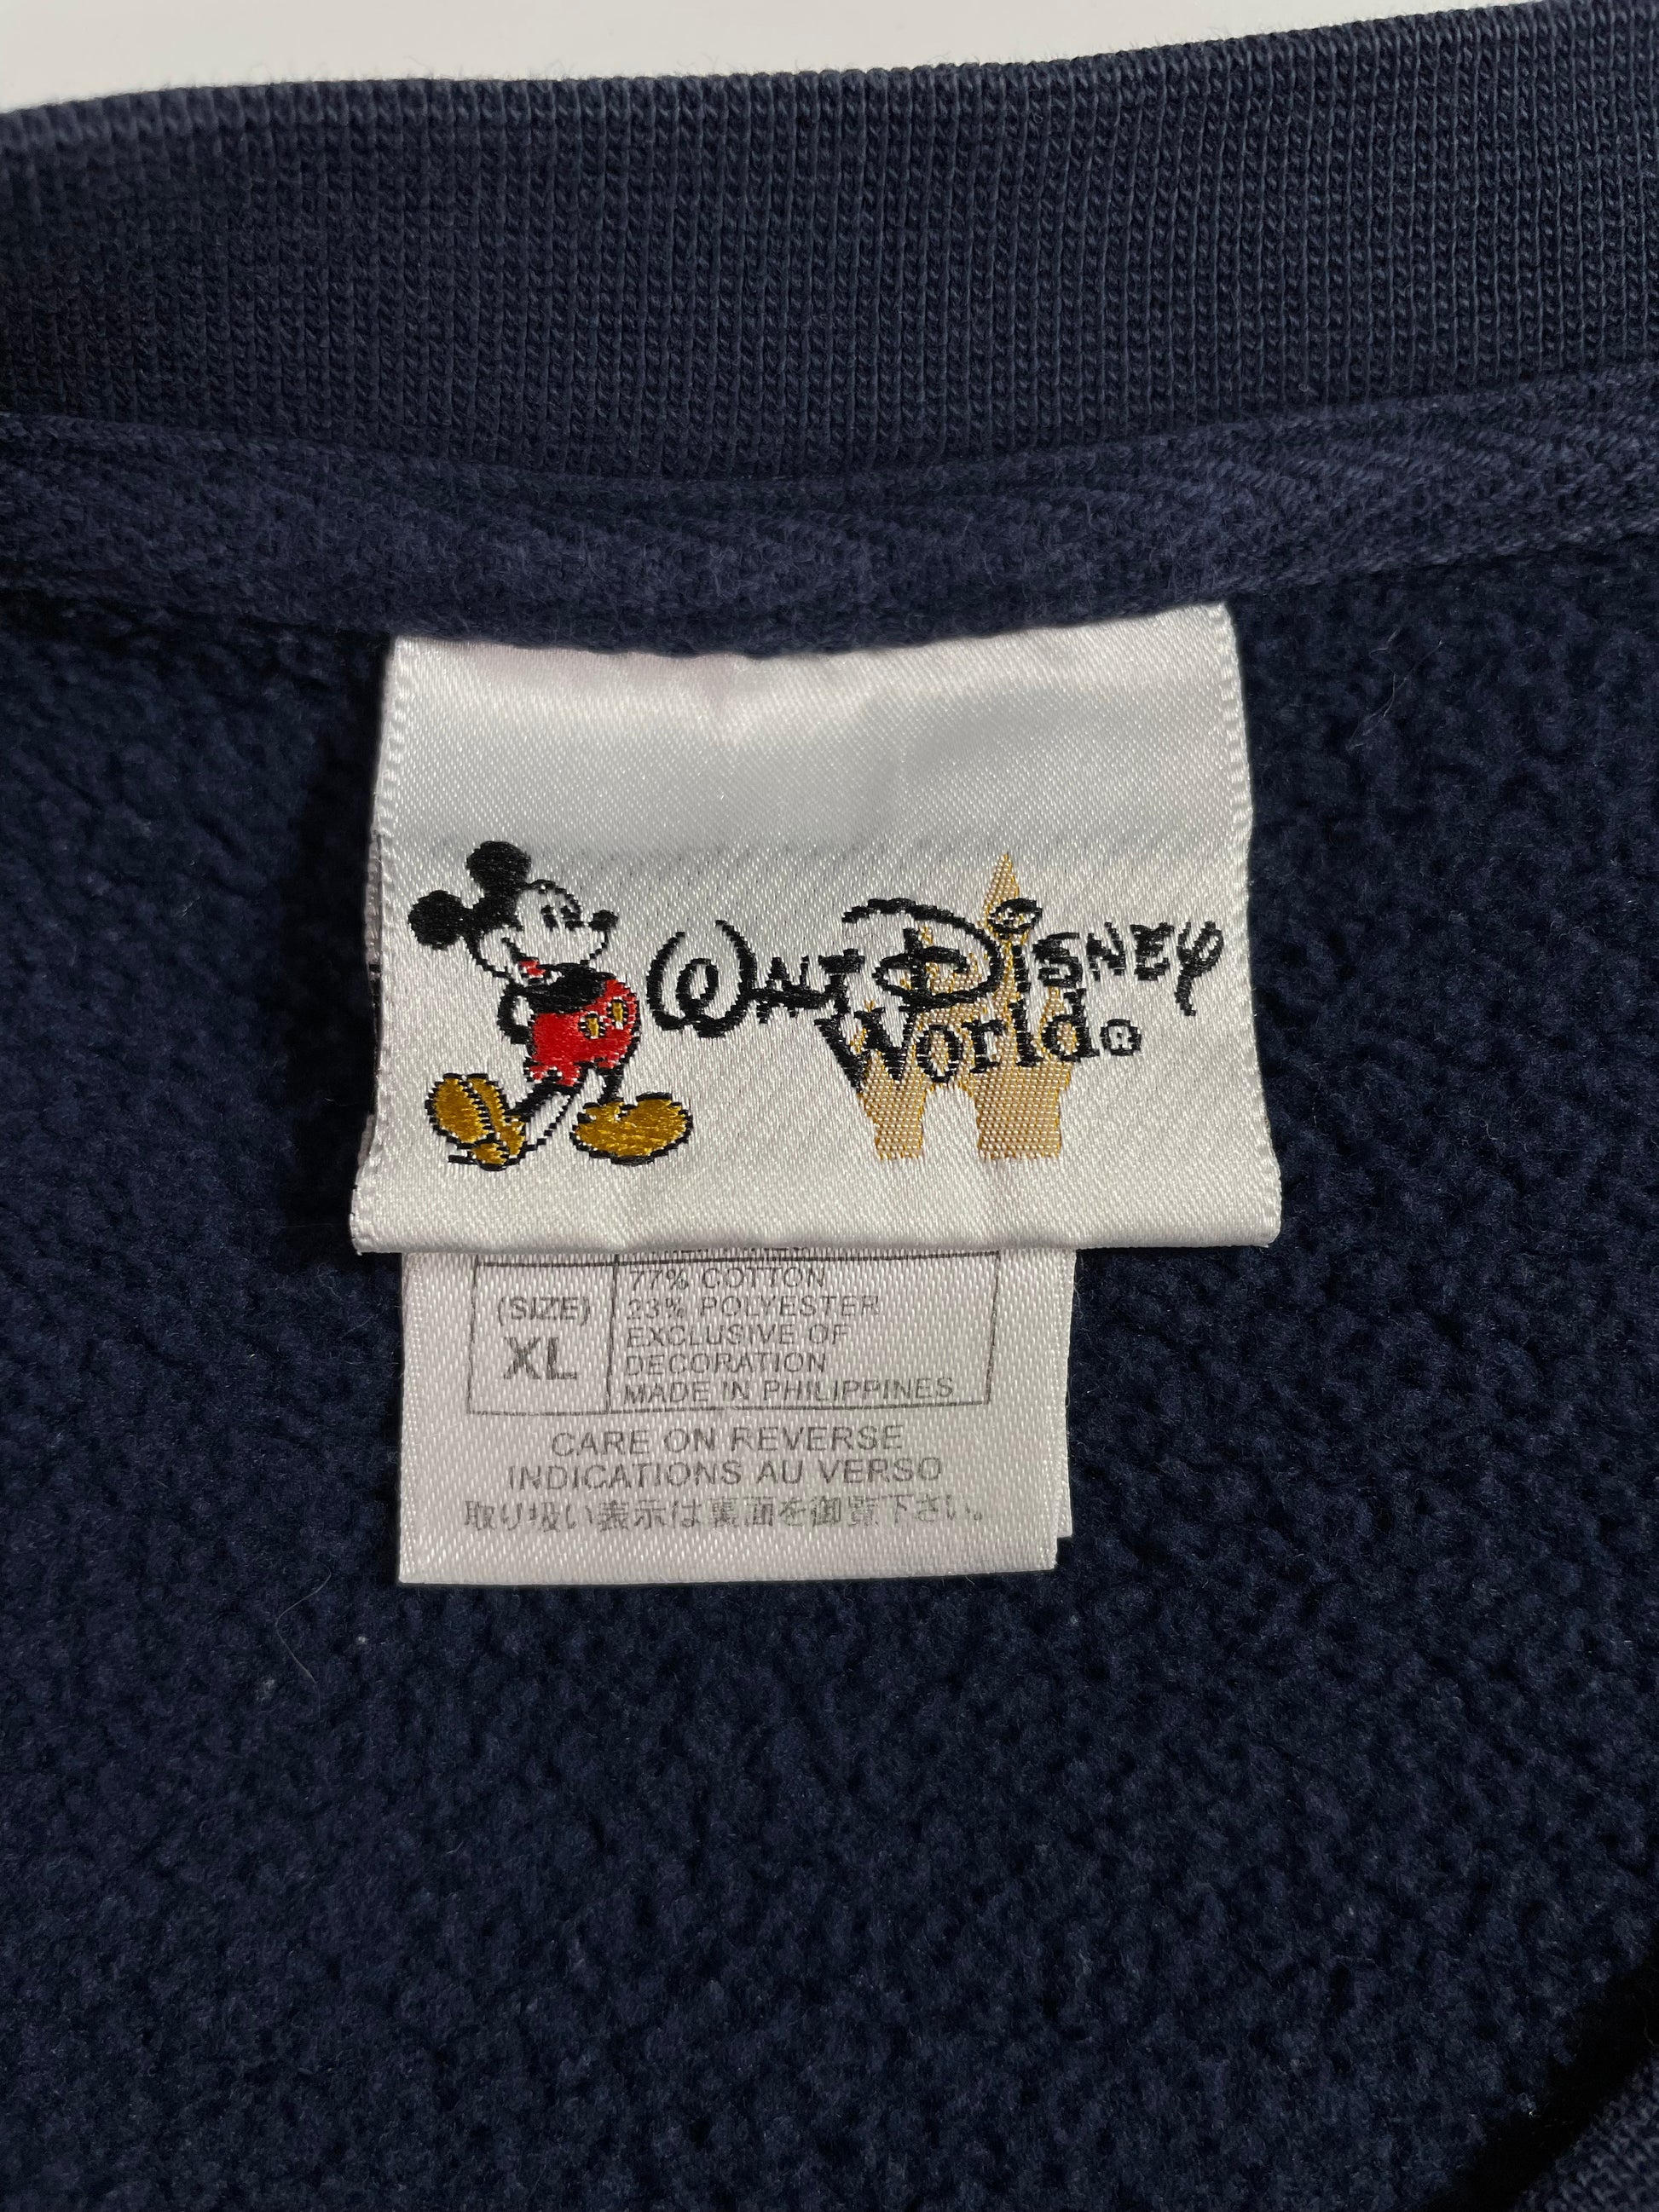 Walt Disney
World®
(SIZE)
XL
77% COTTON
23% POLYESTER
EXCLUSIVE OF
DECORATION
MADE IN PHILIPPINES
CARE ON REVERSE
INDICATIONS AU VERSO
取り扱い表示は裏面を御覧下さい。